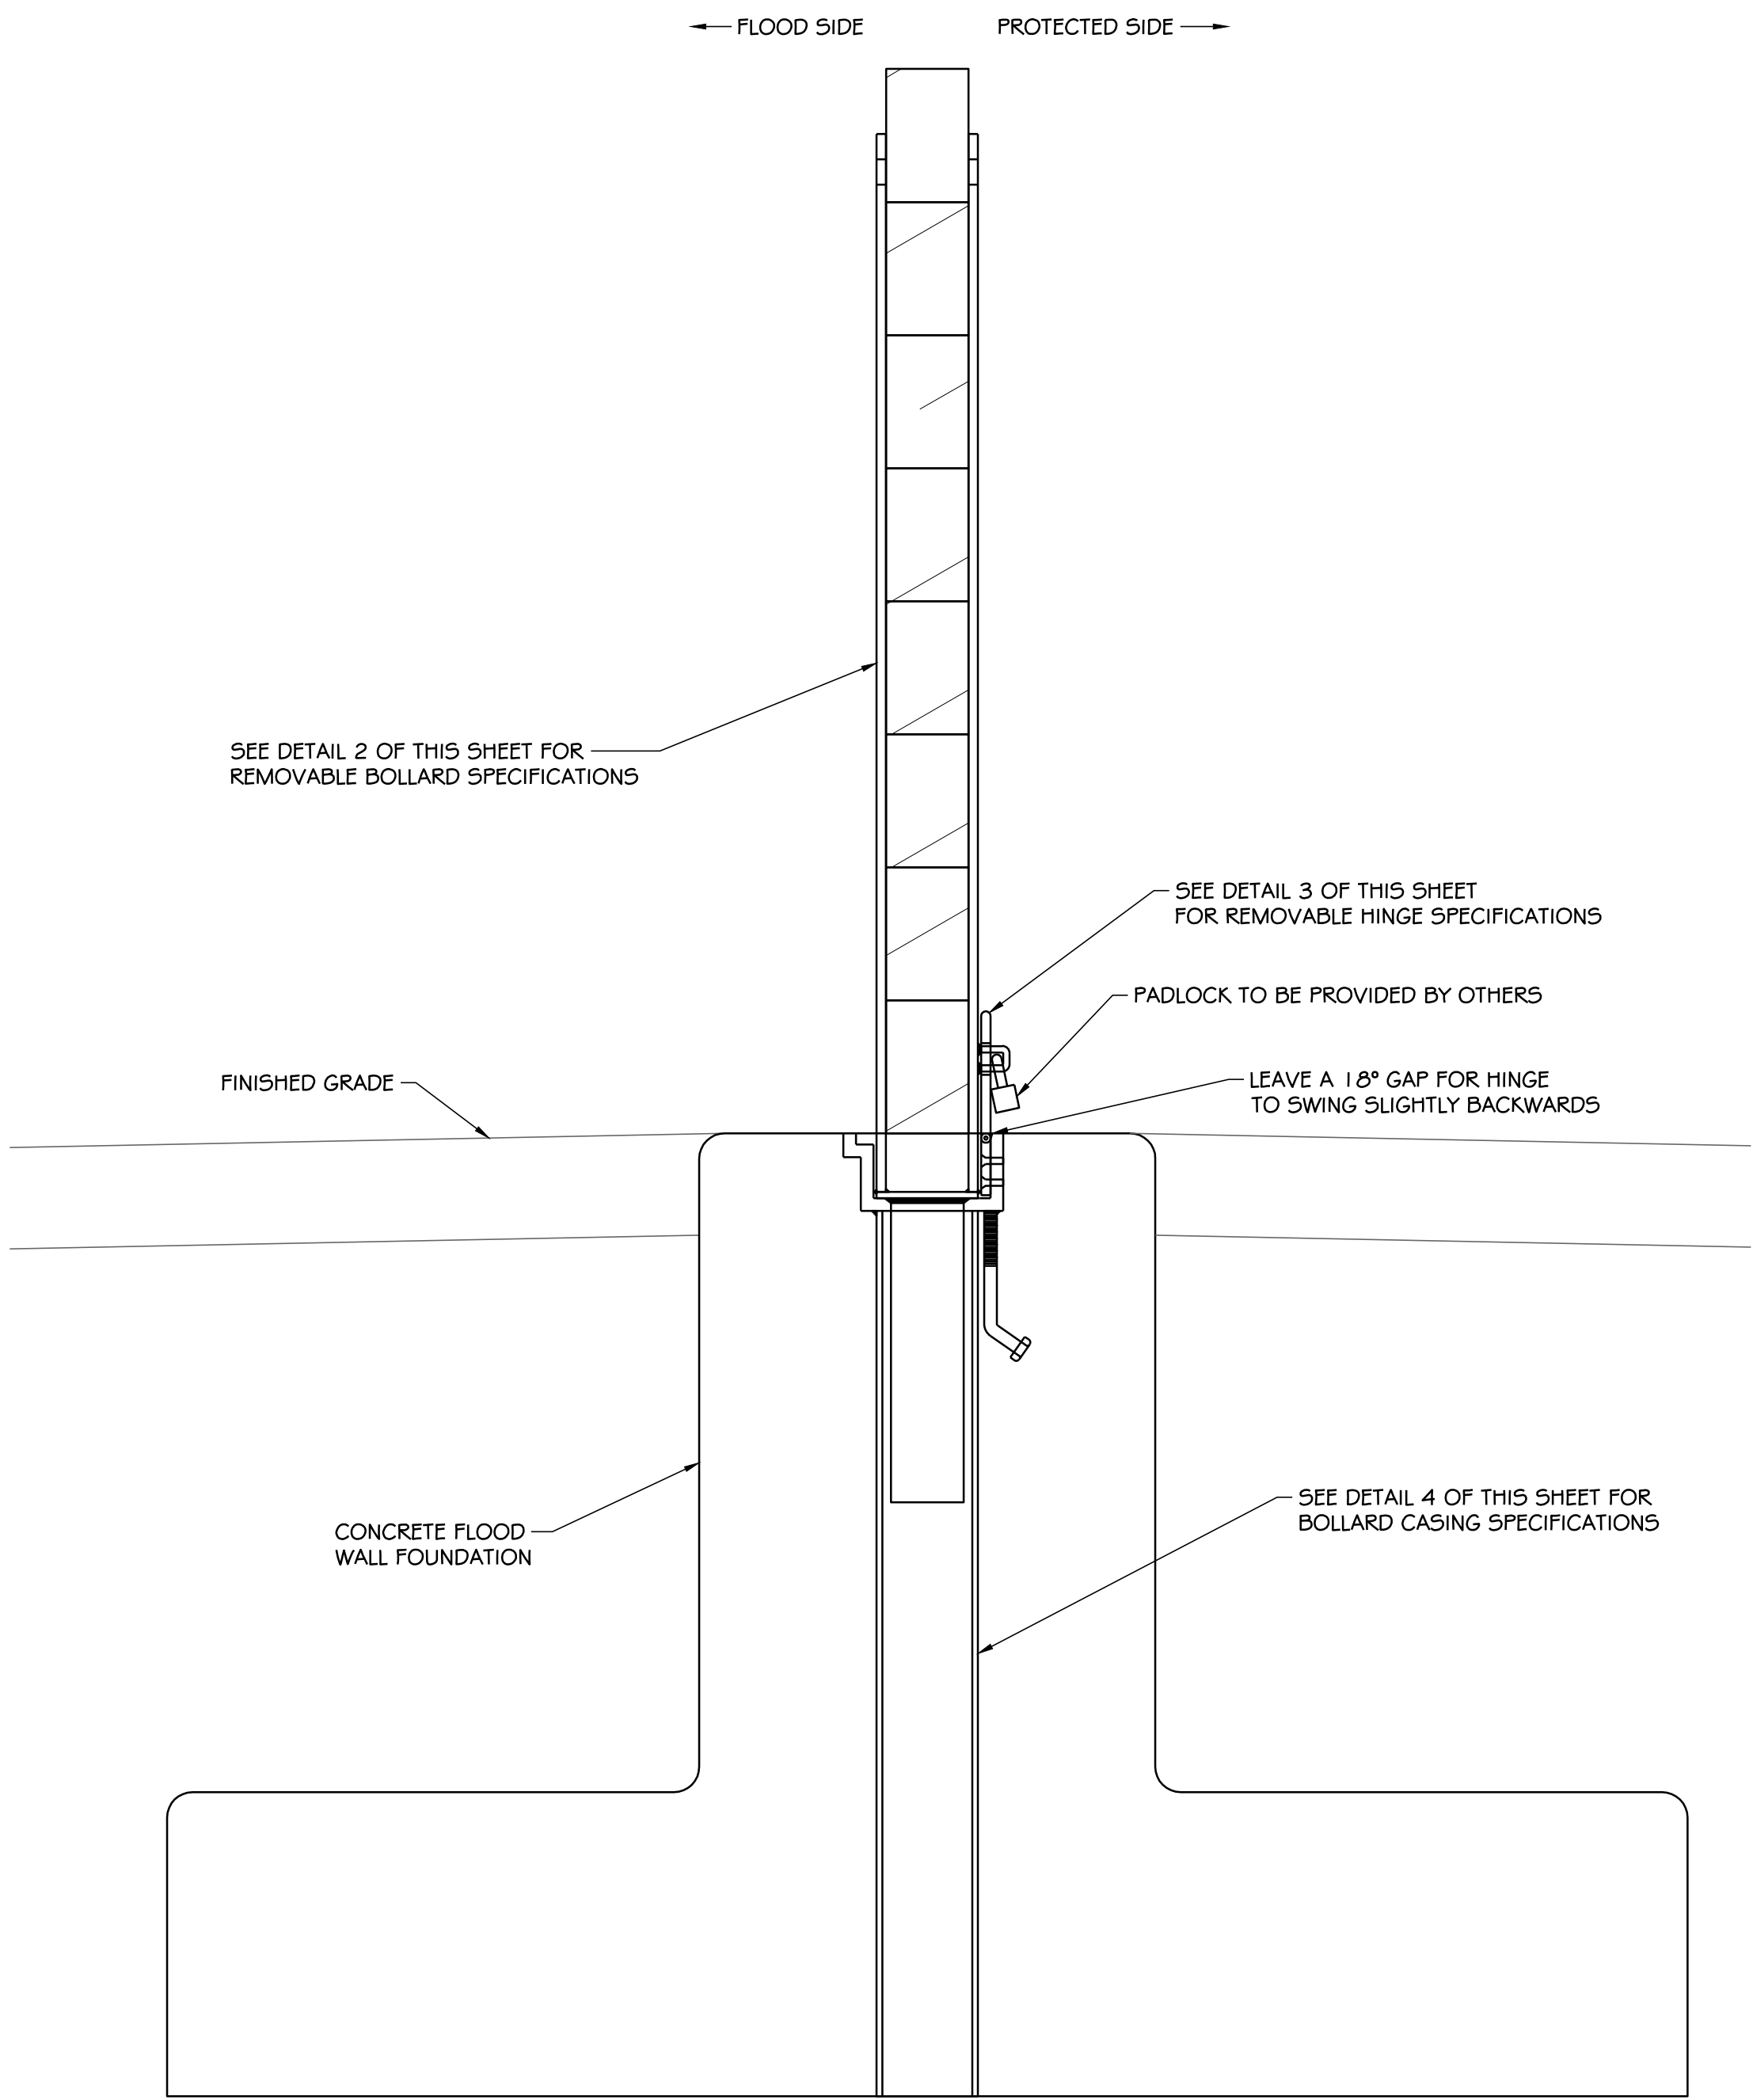 FLOOD SIDE
PROTECTED SIDE
SEE DETAIL 2 OF THIS SHEET FOR
REMOVABLE BOLLARD SPECIFICATIONS
SEE DETAIL 3 OF THIS SHEET
FOR REMOVABLE HINGE SPECIFICATIONS
PADLOCK TO BE PROVIDED BY OTHERS
FINISHED GRADE
LEAVE A 18° GAP FOR HINGE
TO SWING SLIGHTLY BACKWARDS
CONCRETE FLOOD
WALL FOUNDATION
SEE DETAIL 4 OF THIS SHEET FOR
BOLLARD CASING SPECIFICATIONS